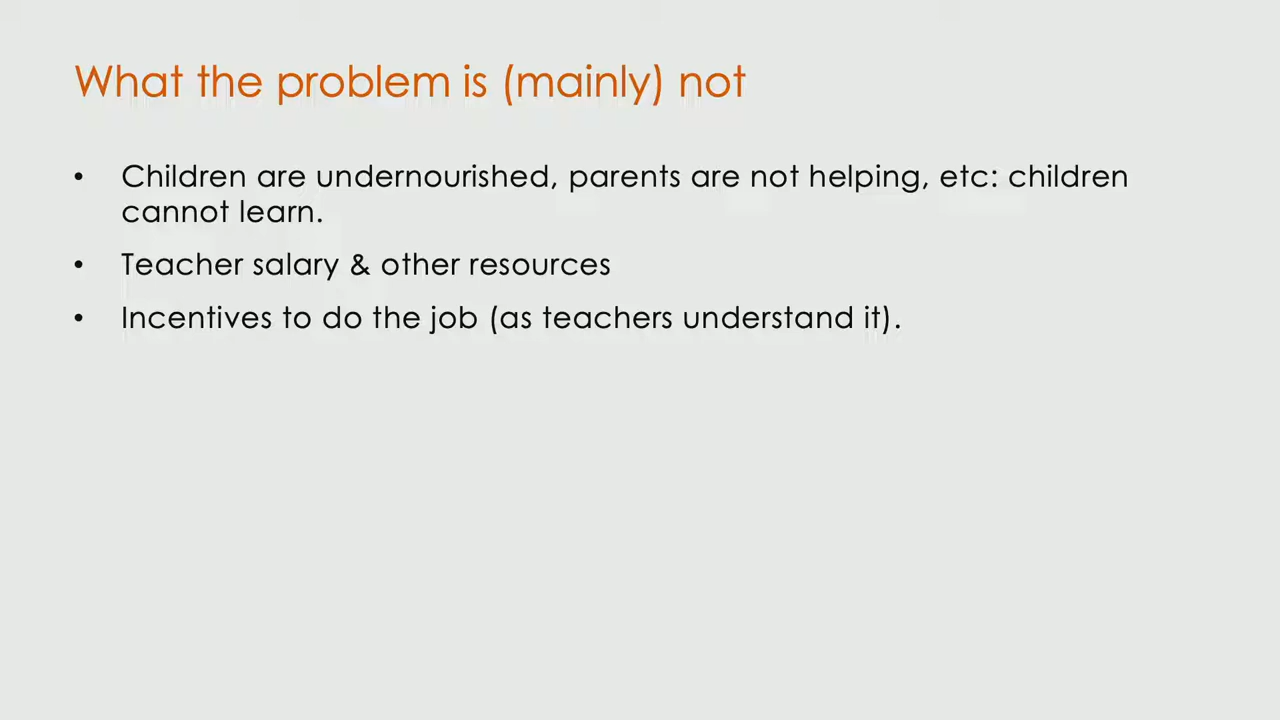 What the problem is (mainly) not
• Children are undernourished, parents are not helping, etc: children
cannot learn.
• Teacher salary & other resources
• Incentives to do the job (as teachers understand it).